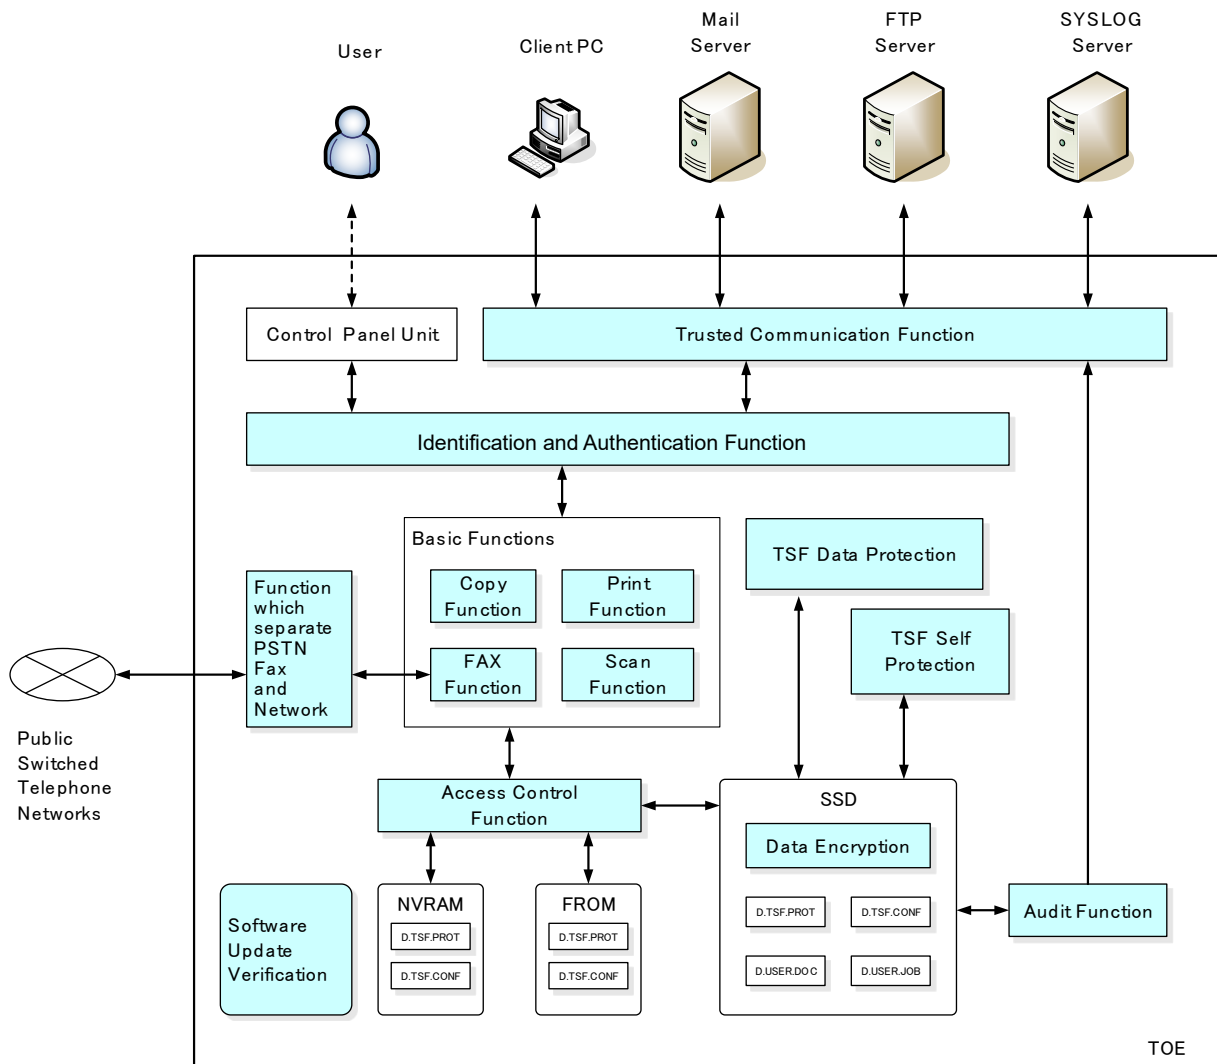 User
Client PC
Mail
Server
FTP
Server
SYSLOG
Server
Control Panel Unit
Trusted Communication Function
Identification and Authentication Function
Basic Functions
Copy
Function
Print
Function
FAX
Function
Scan
Function
TSF Data Protection
TSF Self
Protection
Function
which
separate
PSTN
Fax
and
Network
Public
Switched
Telephone
Networks
Access Control
Function
SSD
Data Encryption
D.TSF.PROT
D.TSF.CONF
D.USER.DOC
D.USER.JOB
Audit Function
Software
Update
Verification
NVRAM
D.TSF.PROT
D.TSF.CONF
FROM
D.TSF.PROT
D.TSF.CONF
TOE